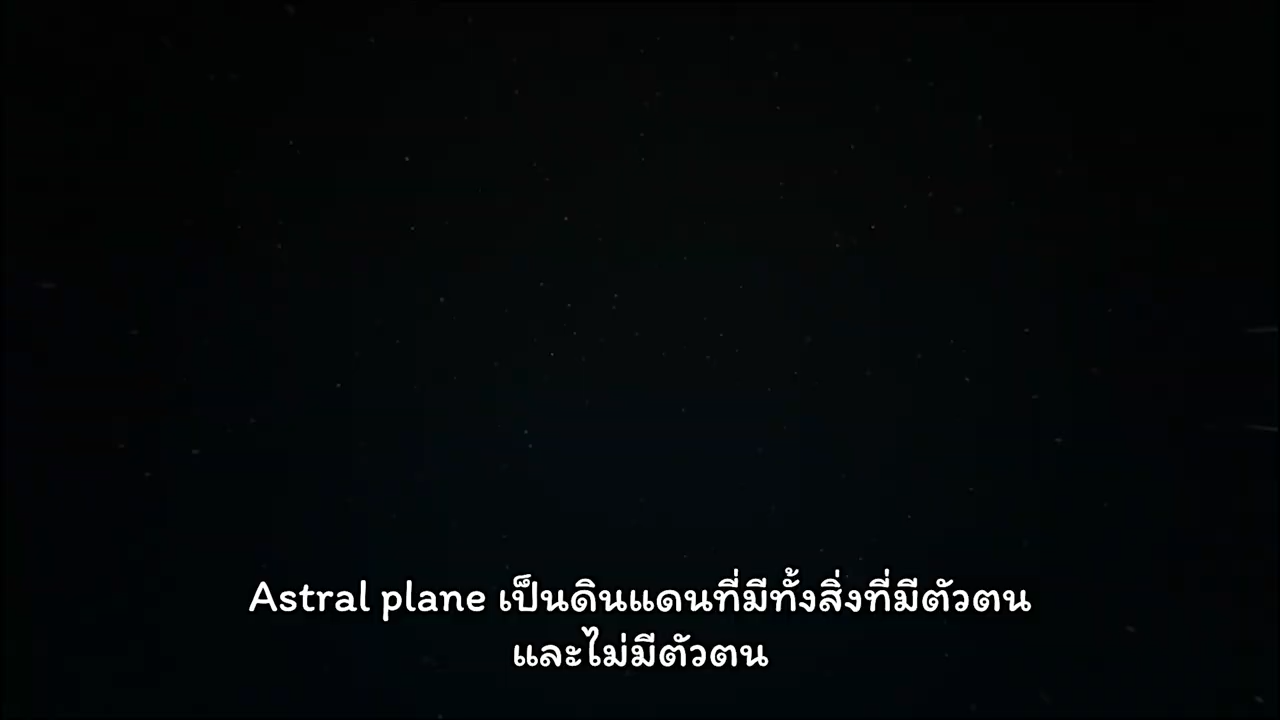 Astral plane เป็นดินแดนที่มีทั้งสิ่งที่มีตัวตน
และไม่มีตัวตน